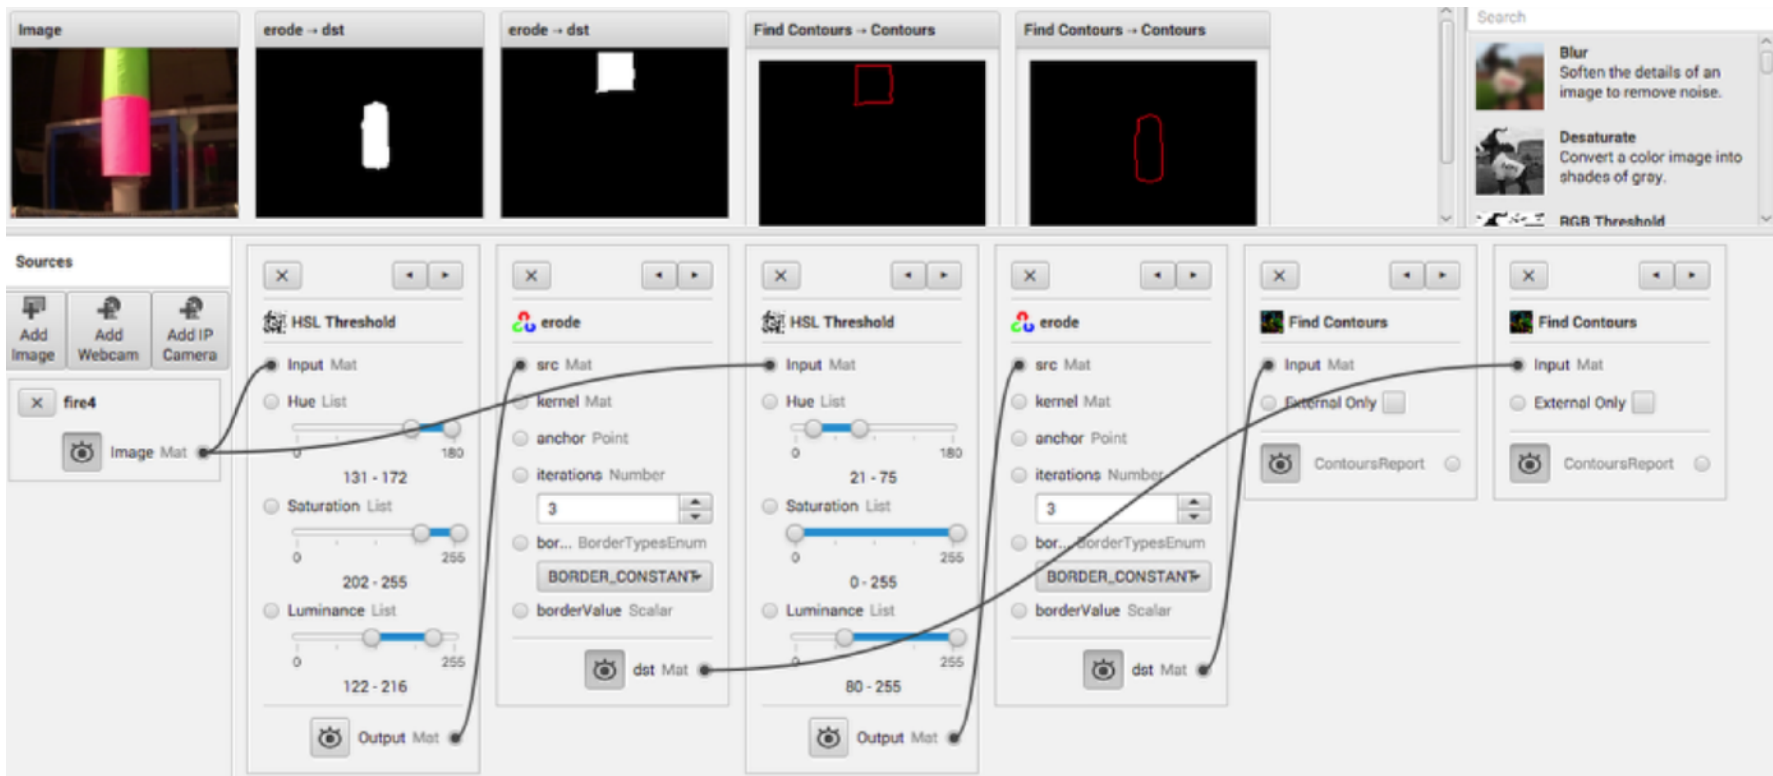 Image
erode → dst
erode → dst
Find Contours → Contours
Find Contours → Contours
Search
Blur
Soften the details of an
image to remove noise.
Desaturate
Convert a color image into
shades of gray.
RGB Threshold
Sources
Add
Image
Add
Webcam
Add IP
Camera
fire4
Image Mat
HSL Threshold
Input Mat
Hue List
0 180
131 - 172
Saturation List
0 255
202 - 255
Luminance List
0 255
122 - 216
Output Mat
erode
src Mat
kernel Mat
anchor Point
iterations Number
3
bor... BorderTypesEnum
BORDER_CONSTANT
borderValue Scalar
dst Mat
HSL Threshold
Input Mat
Hue List
0 180
21 - 75
Saturation List
0 255
0 - 255
Luminance List
0 255
80 - 255
Output Mat
erode
src Mat
kernel Mat
anchor Point
iterations Number
3
bor... BorderTypesEnum
BORDER_CONSTANT
borderValue Scalar
dst Mat
Find Contours
Input Mat
External Only
ContoursReport
Find Contours
Input Mat
External Only
ContoursReport